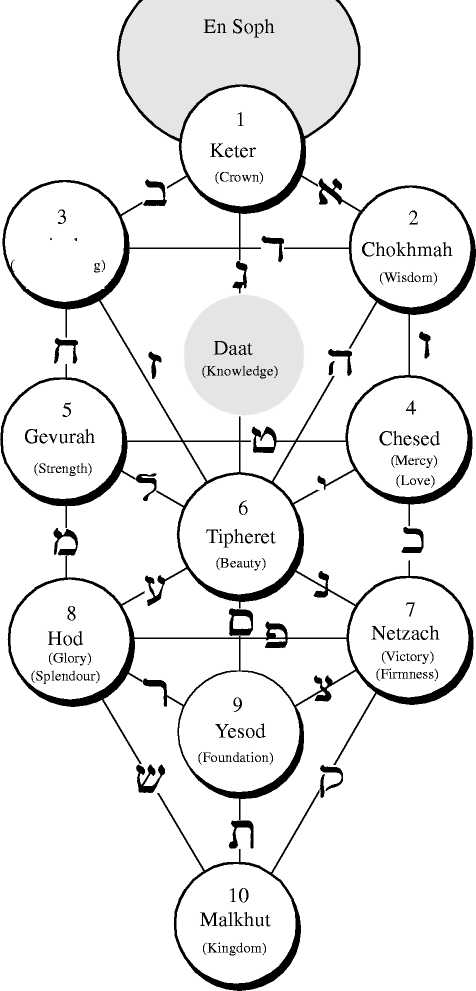 En Soph
1
Keter
(Crown)
ב
א
3
2
ד
Chokhmah
( g)
(Wisdom)
ג
ח
ז
Daat
(Knowledge)
ה
ו
5
Gevurah
(Strength)
ט
4
Chesed
(Mercy)
(Love)
ל
י
6
Tipheret
(Beauty)
מ
כ
ע
נ
8
Hod
(Glory)
(Splendour)
ס
פ
7
Netzach
(Victory)
(Firmness)
ר
צ
9
Yesod
(Foundation)
ש
ק
ת
10
Malkhut
(Kingdom)